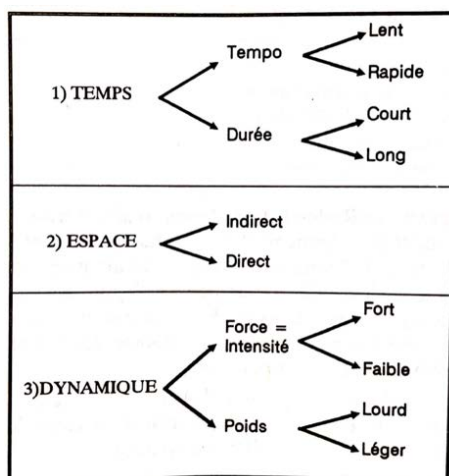 Lent
Tempo
Rapide
1) TEMPS
Court
Durée
Long
Indirect
2) ESPACE
Direct
Fort
Force =
Intensité
Faible
3)DYNAMIQUE
Lourd
Poids
Léger